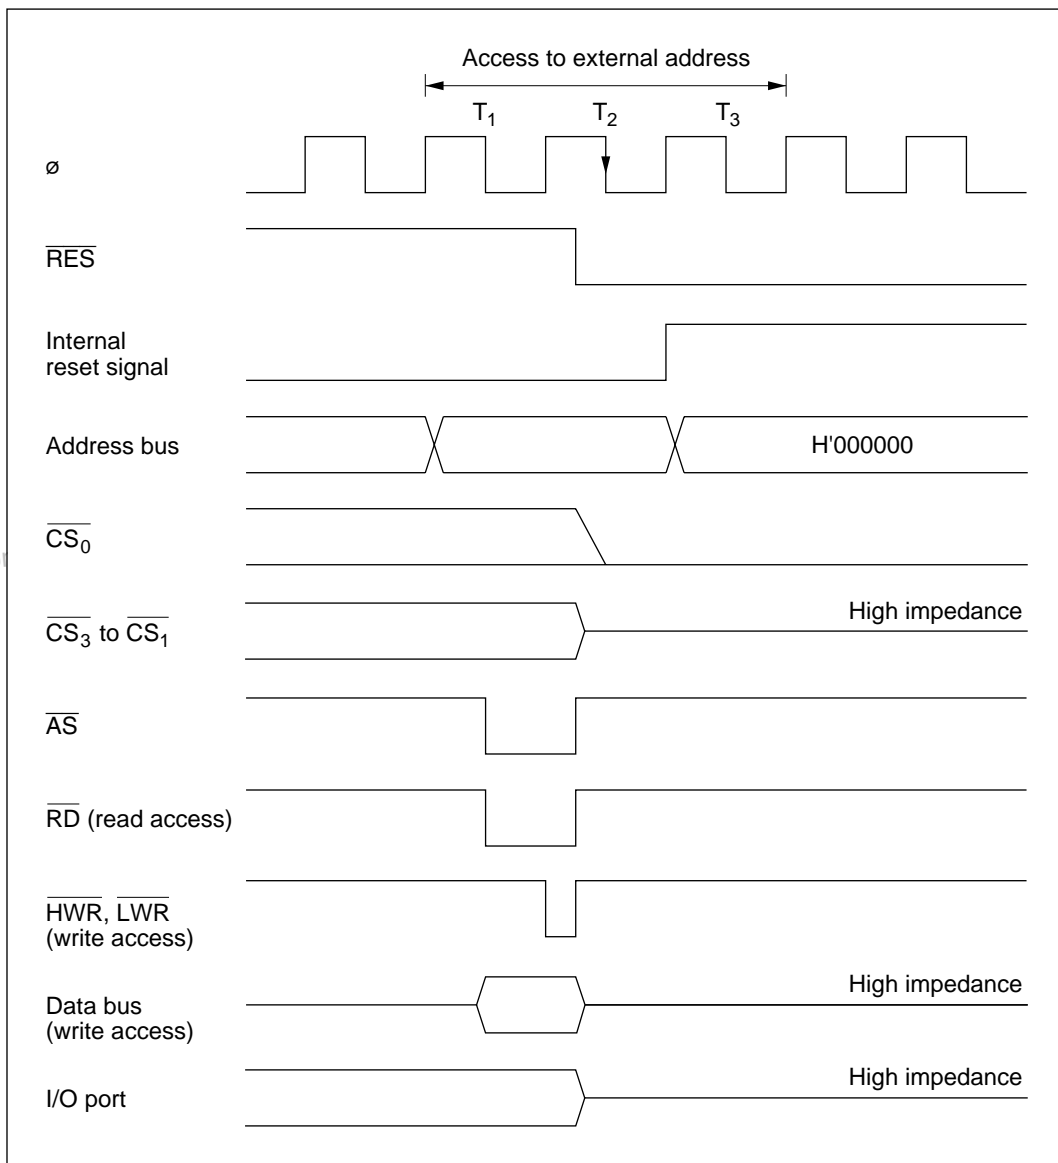 Access to external address
T1 T2 T3
ø
RES
Internal
reset signal
Address bus
H'000000
CS0
CS3 to CS1
High impedance
AS
RD (read access)
HWR, LWR
(write access)
High impedance
Data bus
(write access)
High impedance
I/O port